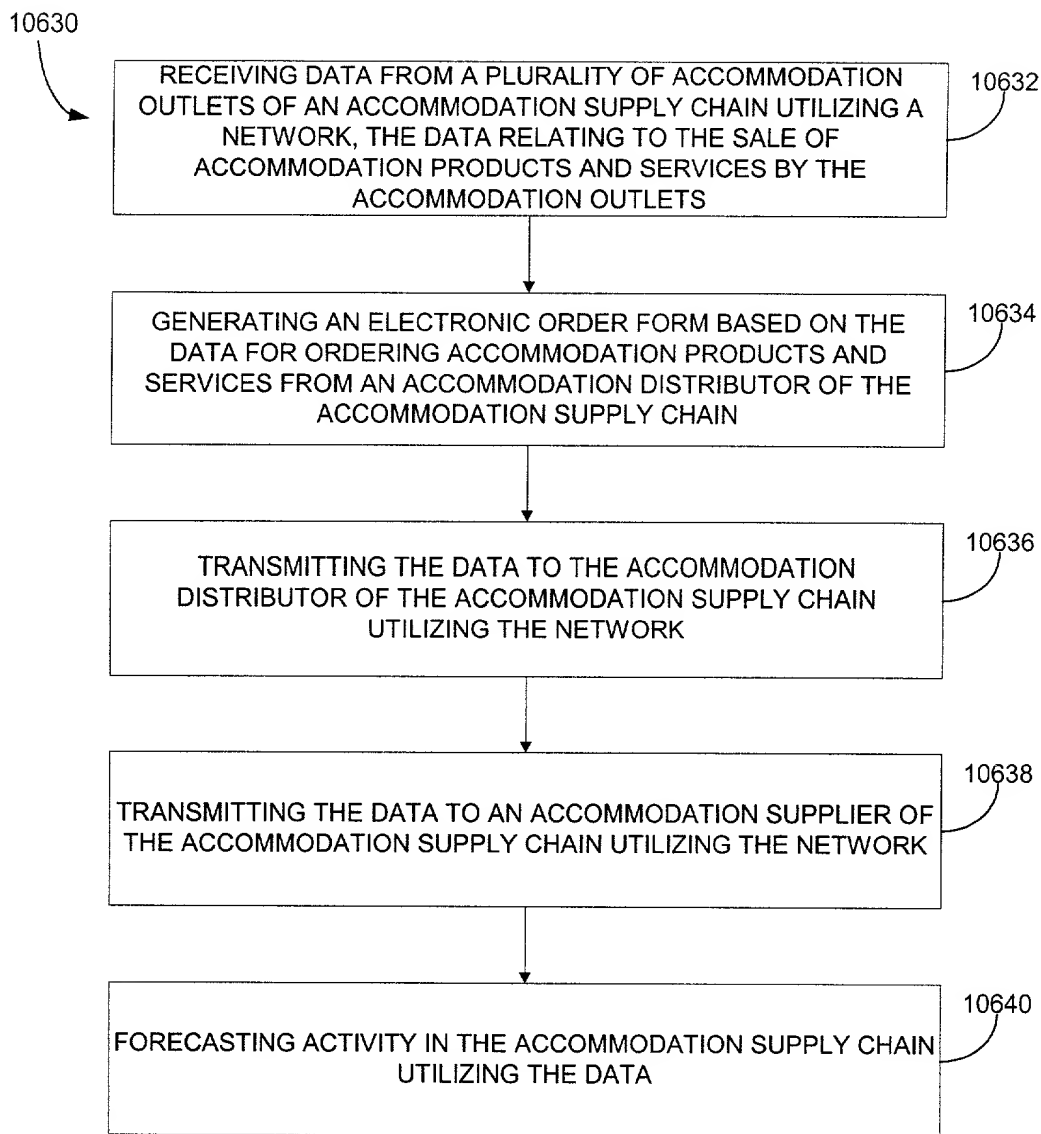 10630
RECEIVING DATA FROM A PLURALITY OF ACCOMMODATION
OUTLETS OF AN ACCOMMODATION SUPPLY CHAIN UTILIZING A
NETWORK, THE DATA RELATING TO THE SALE OF
ACCOMMODATION PRODUCTS AND SERVICES BY THE
ACCOMMODATION OUTLETS
10632
GENERATING AN ELECTRONIC ORDER FORM BASED ON THE
DATA FOR ORDERING ACCOMMODATION PRODUCTS AND
SERVICES FROM AN ACCOMMODATION DISTRIBUTOR OF THE
ACCOMMODATION SUPPLY CHAIN
10634
TRANSMITTING THE DATA TO THE ACCOMMODATION
DISTRIBUTOR OF THE ACCOMMODATION SUPPLY CHAIN
UTILIZING THE NETWORK
10636
TRANSMITTING THE DATA TO AN ACCOMMODATION SUPPLIER OF
THE ACCOMMODATION SUPPLY CHAIN UTILIZING THE NETWORK
10638
FORECASTING ACTIVITY IN THE ACCOMMODATION SUPPLY CHAIN
UTILIZING THE DATA
10640